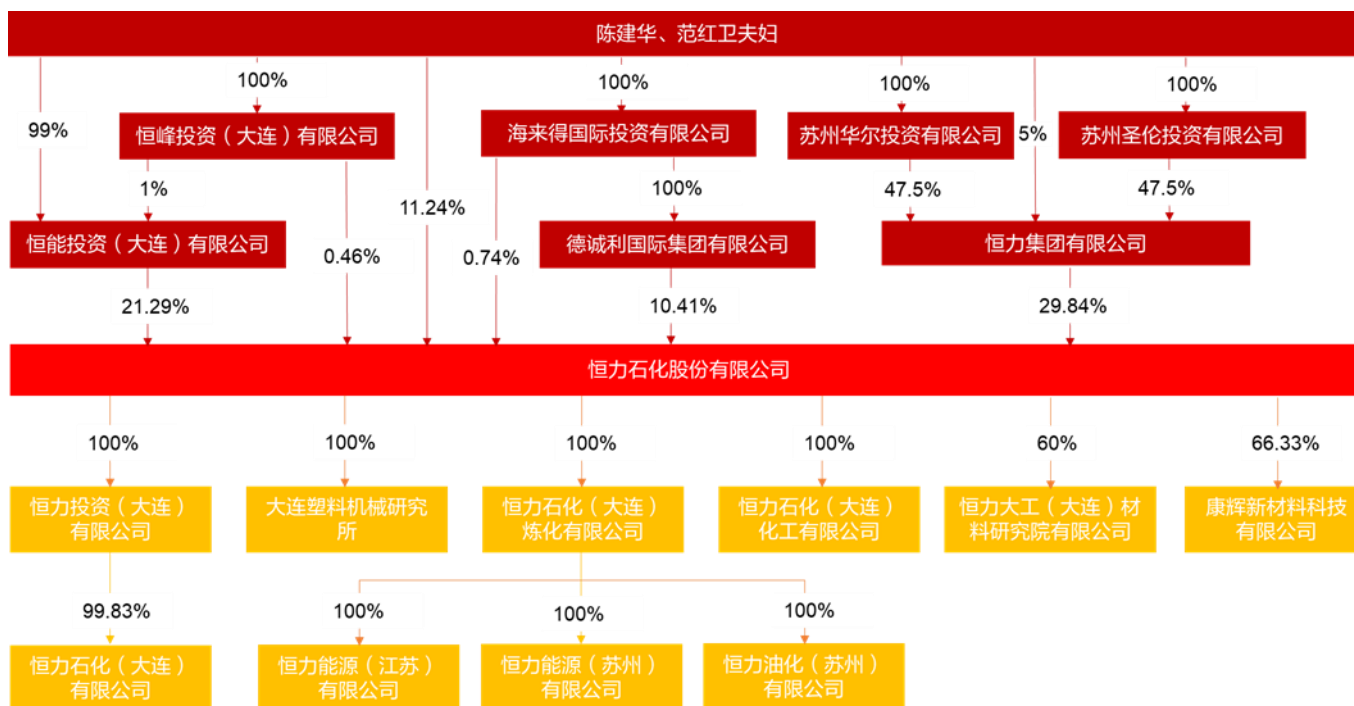 陈建华、范红卫夫妇
100%
100%
100%
100%
99%
恒峰投资（大连）有限公司
海来得国际投资有限公司
苏州华尔投资有限公司
5%
苏州圣伦投资有限公司
1%
100%
47.5%
47.5%
11.24%
恒能投资（大连）有限公司
0.46%
0.74%
德诚利国际集团有限公司
恒力集团有限公司
21.29%
10.41%
29.84%
恒力石化股份有限公司
100%
100%
100%
100%
60%
66.33%
恒力投资（大连）
有限公司
大连塑料机械研究
所
恒力石化（大连）
炼化有限公司
恒力石化（大连）
化工有限公司
恒力大工（大连）材
料研究院有限公司
康辉新材料科技
有限公司
99.83%
100%
100%
100%
恒力石化（大连）
有限公司
恒力能源（江苏）
有限公司
恒力能源（苏州）
有限公司
恒力油化（苏州）
有限公司